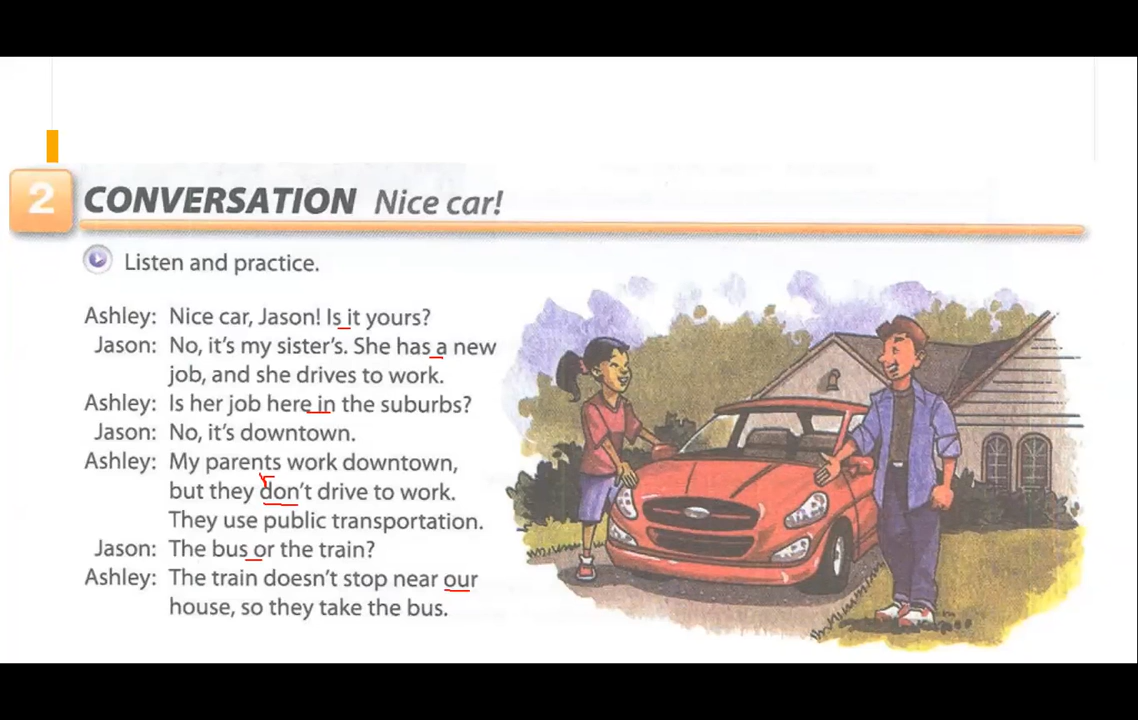 2 CONVERSATION Nice car!
Listen and practice.
Ashley: Nice car, Jason! Is it yours?
Jason: No, it's my sister's. She has a new
job, and she drives to work.
Ashley: Is her job here in the suburbs?
Jason: No, it's downtown.
Ashley: My parents work downtown,
but they don't drive to work.
They use public transportation.
Jason: The bus or the train?
Ashley: The train doesn't stop near our
house, so they take the bus.